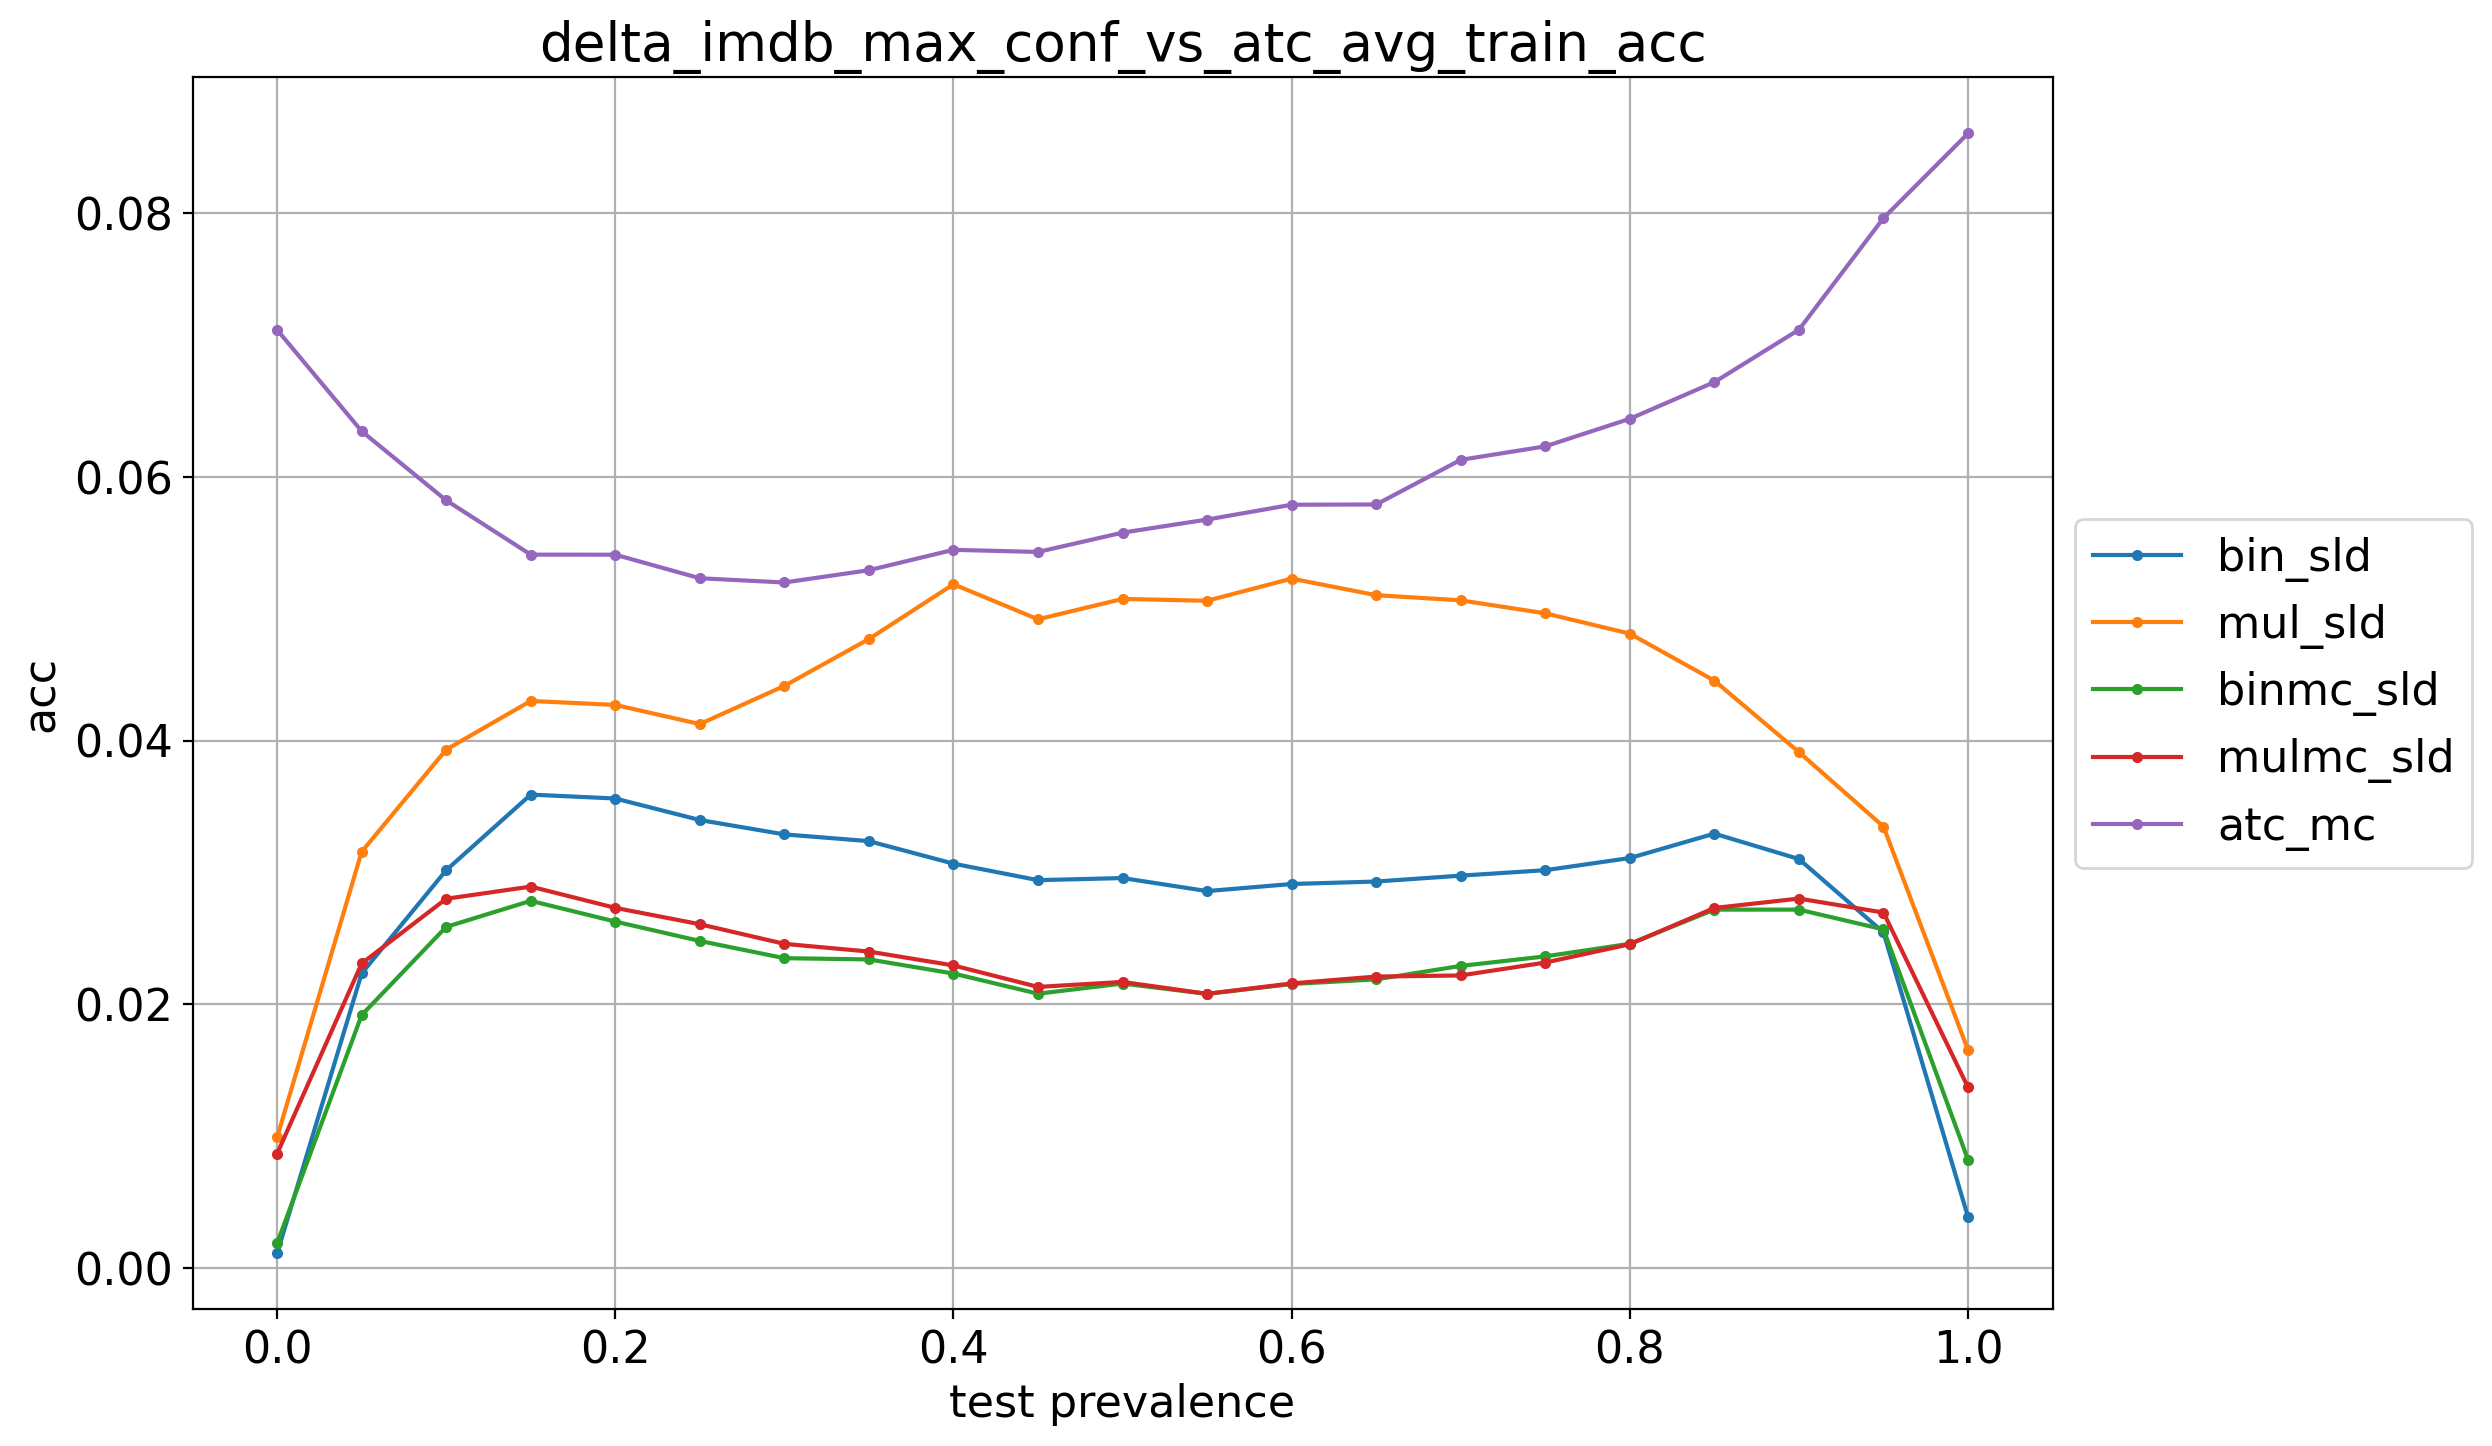 delta_imdb_max_conf_vs_atc_avg_train_acc
acc
0.08
0.06
0.04
0.02
0.00
0.0 0.2 0.4 0.6 0.8 1.0
test prevalence
bin_sld
mul_sld
binmc_sld
mulmc_sld
atc_mc